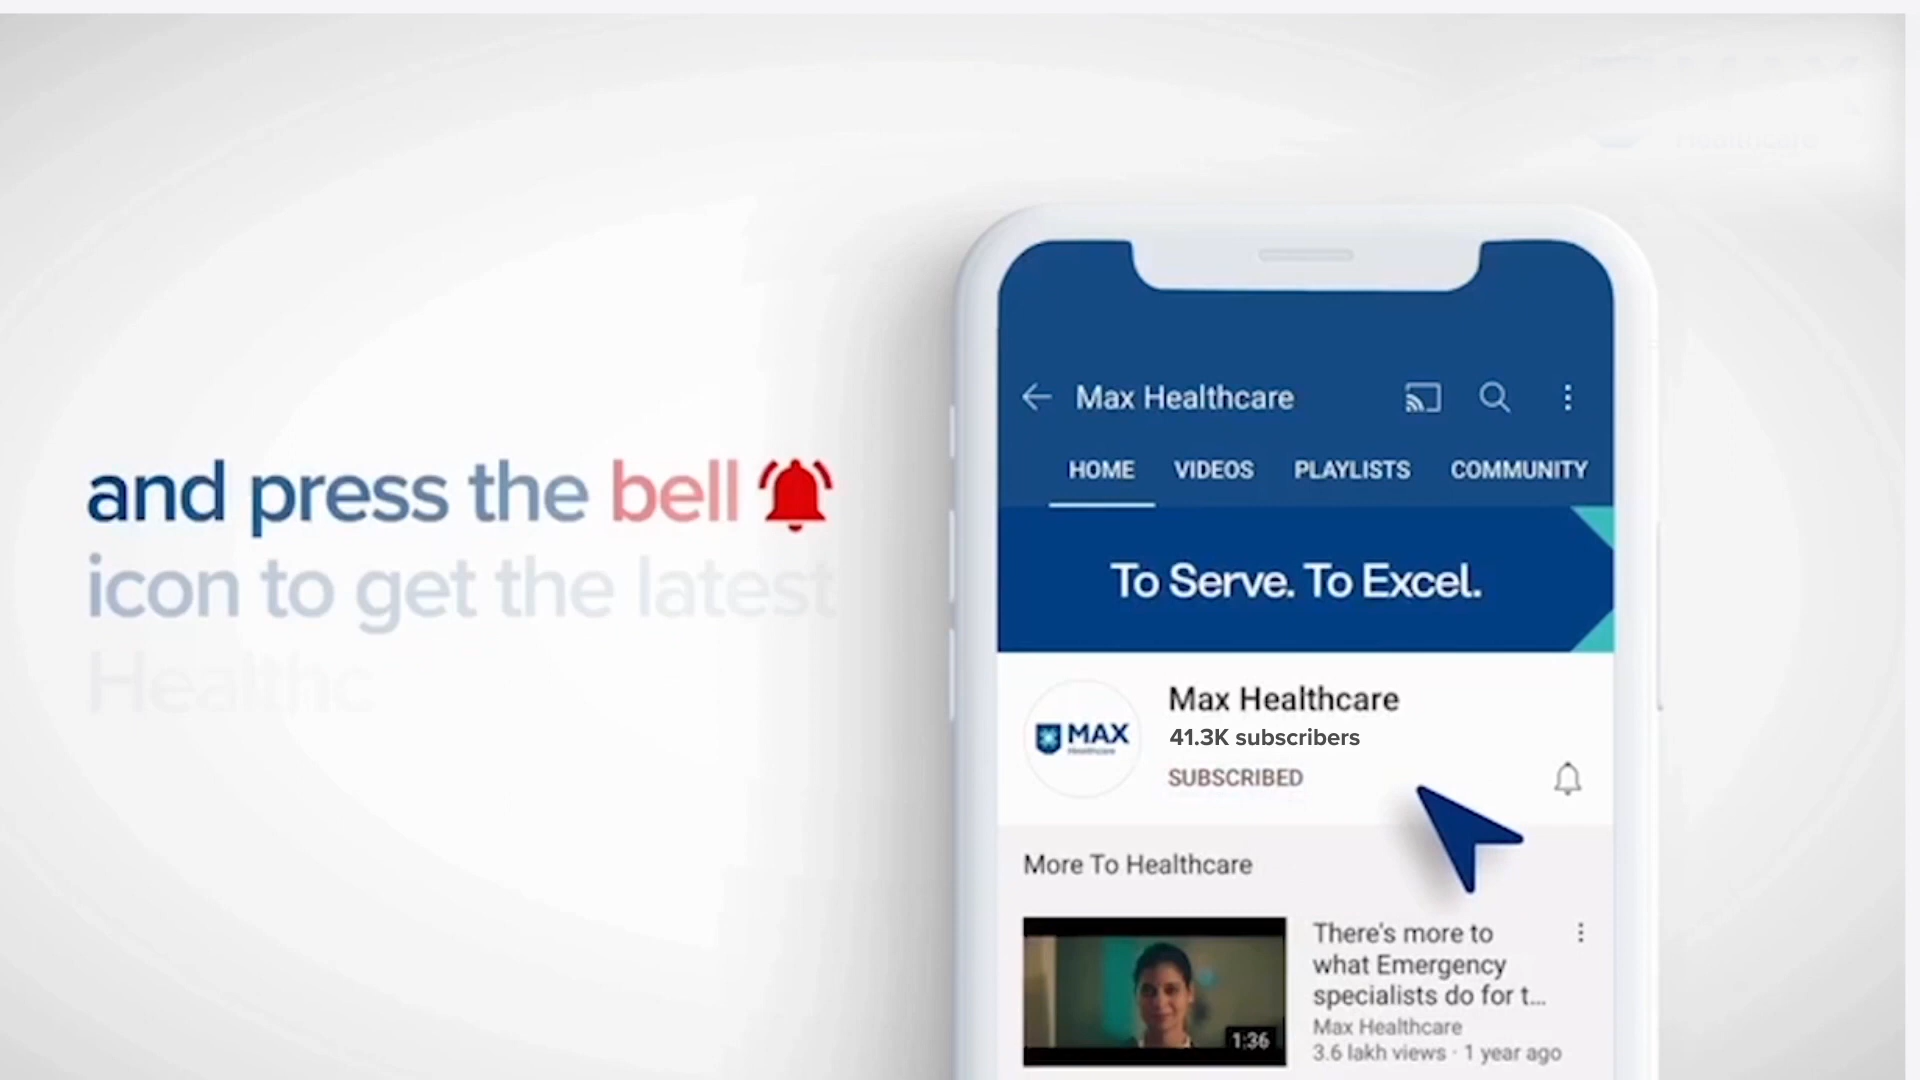 and press the bell
icon to get the latest
Healthc
Max Healthcare
HOME VIDEOS PLAYLISTS COMMUNITY
To Serve. To Excel.
MAX
Healthcare
Max Healthcare
41.3K subscribers
SUBSCRIBED
More To Healthcare
There's more to
what Emergency
specialists do for t...
Max Healthcare
3.6 lakh views · 1 year ago
1:36